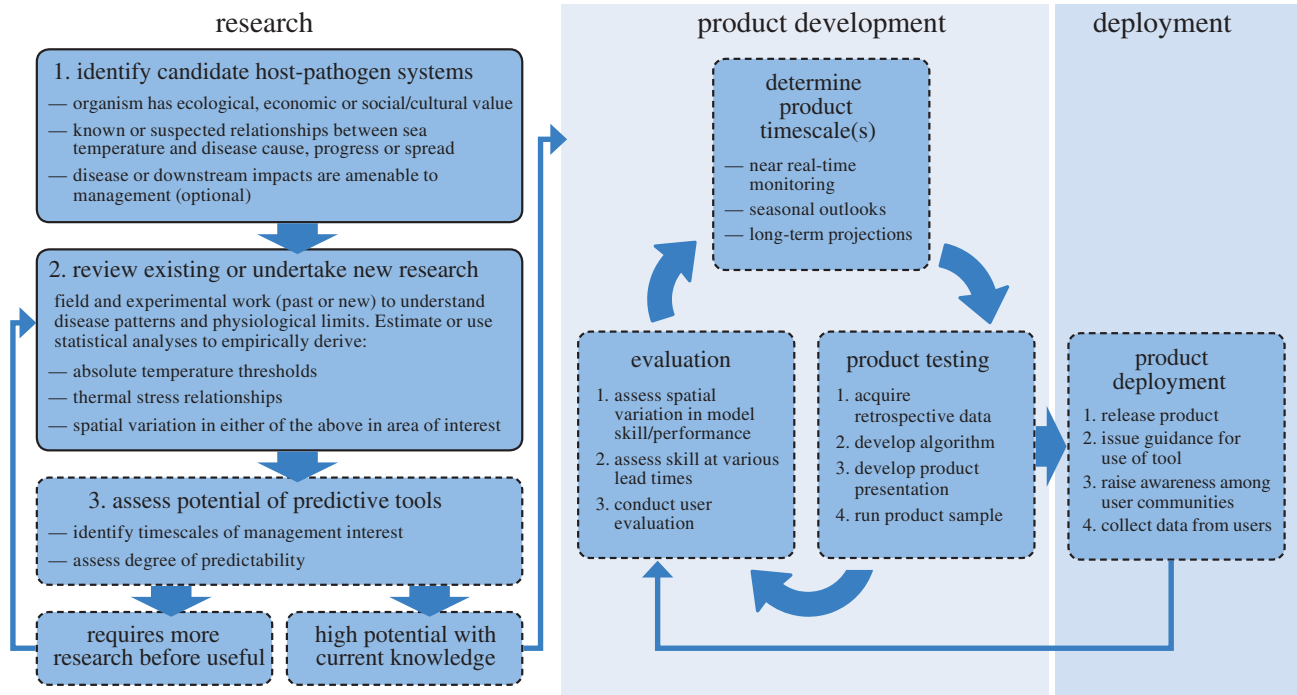 research
1. identify candidate host-pathogen systems
— organism has ecological, economic or social/cultural value
— known or suspected relationships between sea
temperature and disease cause, progress or spread
— disease or downstream impacts are amenable to
management (optional)
2. review existing or undertake new research
field and experimental work (past or new) to understand
disease patterns and physiological limits. Estimate or use
statistical analyses to empirically derive:
— absolute temperature thresholds
— thermal stress relationships
— spatial variation in either of the above in area of interest
3. assess potential of predictive tools
— identify timescales of management interest
— assess degree of predictability
requires more
research before useful
high potential with
current knowledge
product development
determine
product
timescale(s)
— near real-time
monitoring
— seasonal outlooks
— long-term projections
evaluation
1. assess spatial
variation in model
skill/performance
2. assess skill at various
lead times
3. conduct user
evaluation
product testing
1. acquire
retrospective data
2. develop algorithm
3. develop product
presentation
4. run product sample
deployment
product
deployment
1. release product
2. issue guidance for
use of tool
3. raise awareness among
user communities
4. collect data from users